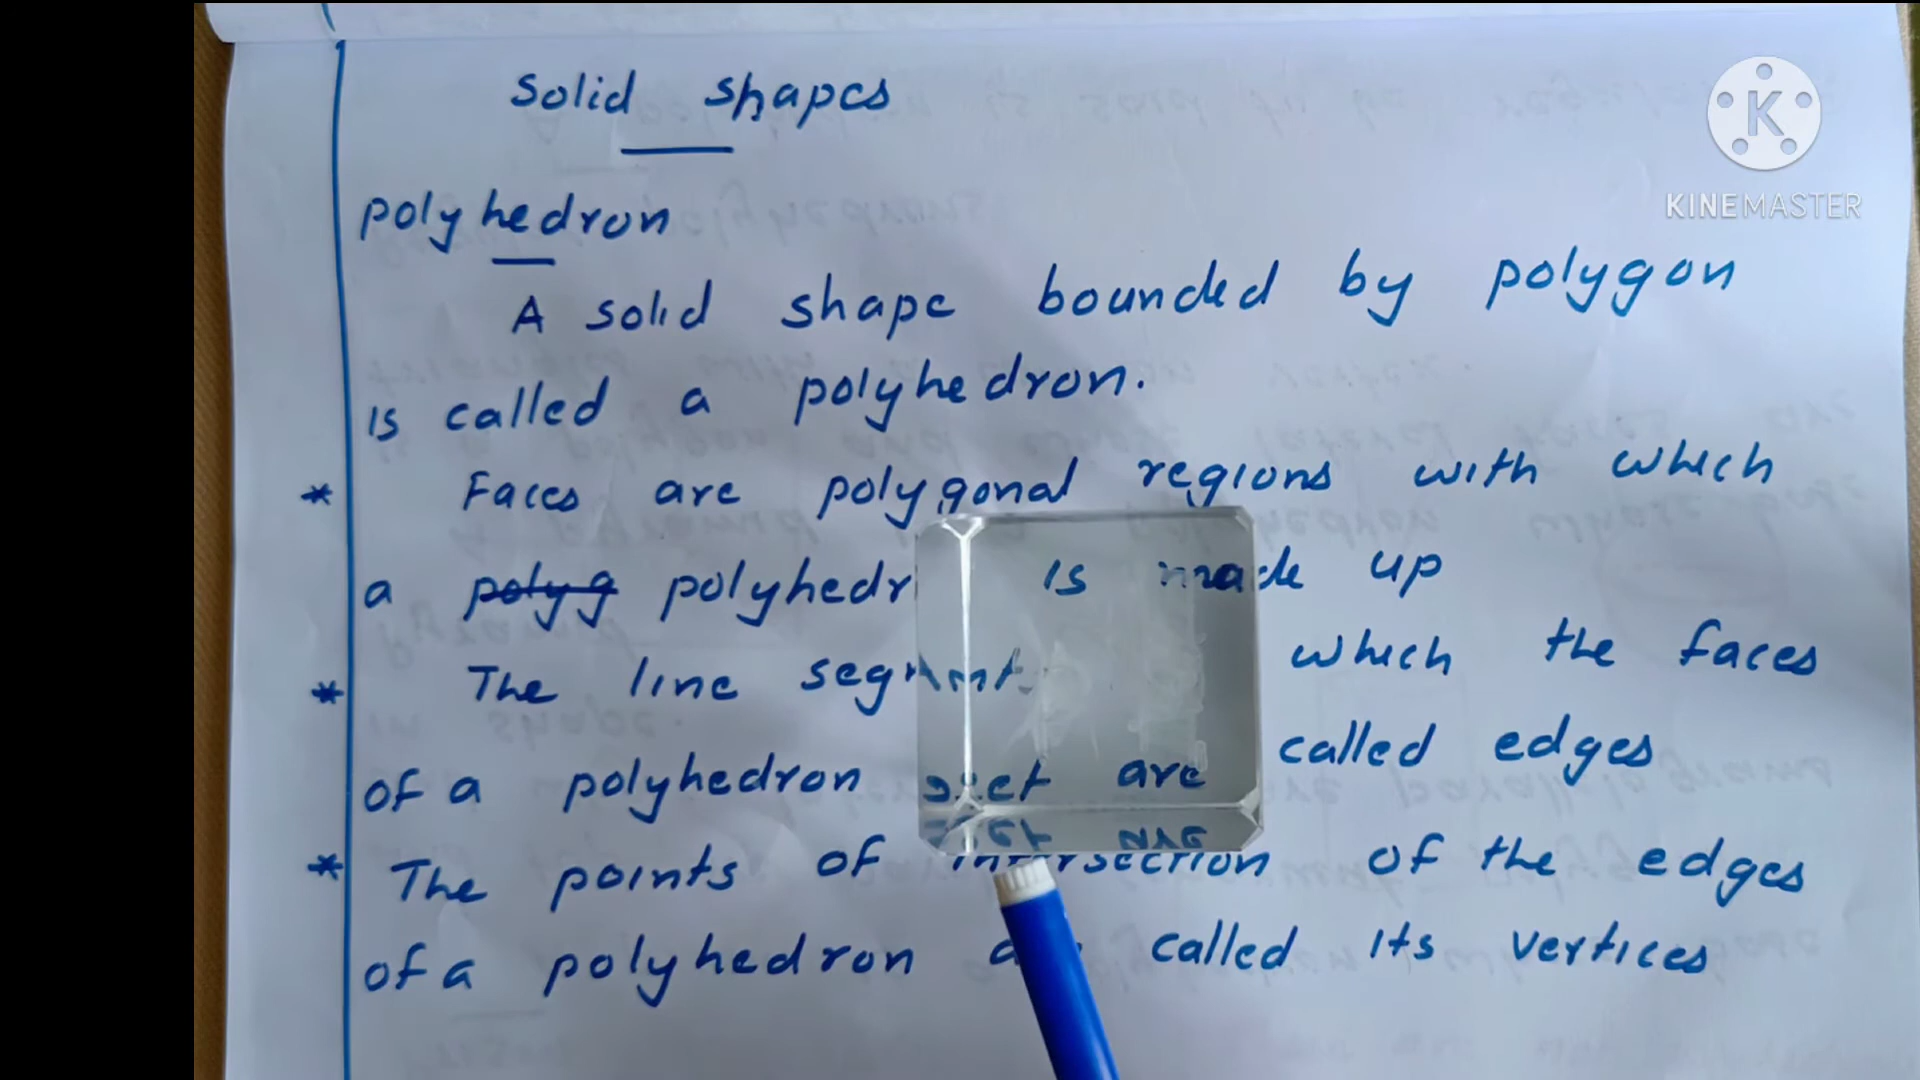 Solid shapes
polyhedron
A solid shape bounded by polygon
is called a polyhedron.
* Faces are polygonal regions with which
a polyg polyhedr is made up
* The line which the faces
of a polyhedron are called edges
* The points of intersection of the edges
of a polyhedron called its vertices
K
KINEMASTER